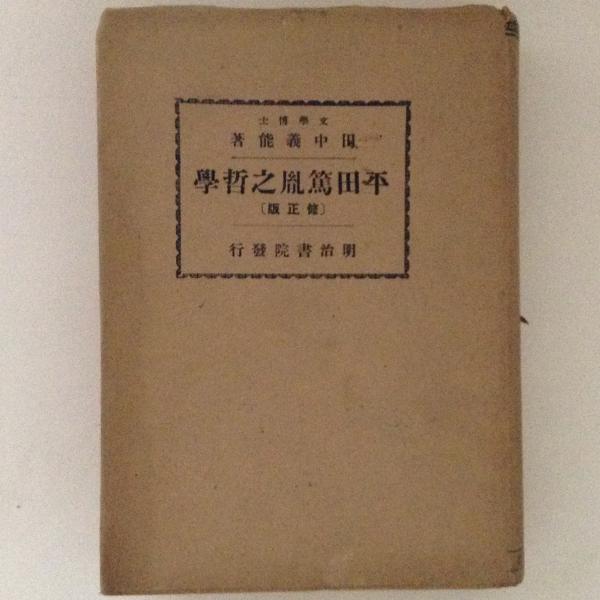 文學博士
田中義能著
平田篤胤之哲學
〔修正版〕
明治書院發行